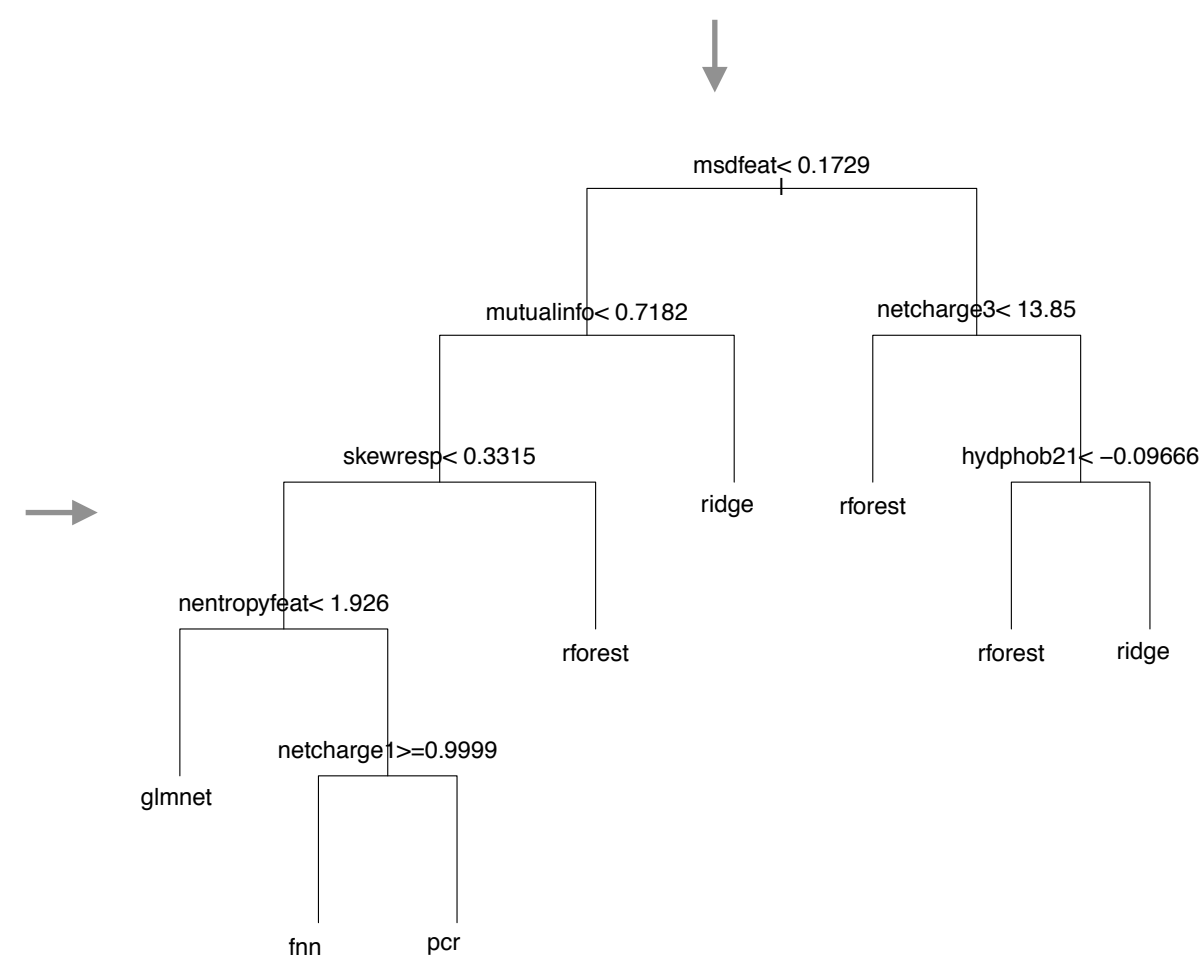 msdfeat< 0.1729
mutualinfo< 0.7182
netcharge3< 13.85
skewresp< 0.3315
hydphob21< −0.09666
ridge
rforest
nentropyfeat< 1.926
rforest
rforest
ridge
netcharge1>=0.9999
glmnet
fnn
pcr